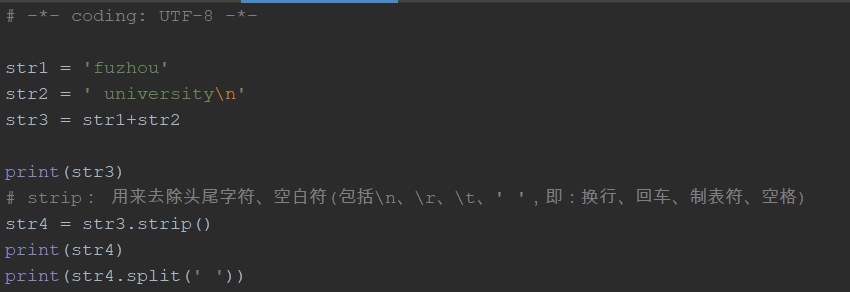 # -*- coding: UTF-8 -*-
str1 = 'fuzhou'
str2 = ' university\n'
str3 = str1+str2
print(str3)
# strip： 用来去除头尾字符、空白符(包括\n、\r、\t、' '，即：换行、回车、制表符、空格)
str4 = str3.strip()
print(str4)
print(str4.split(' '))